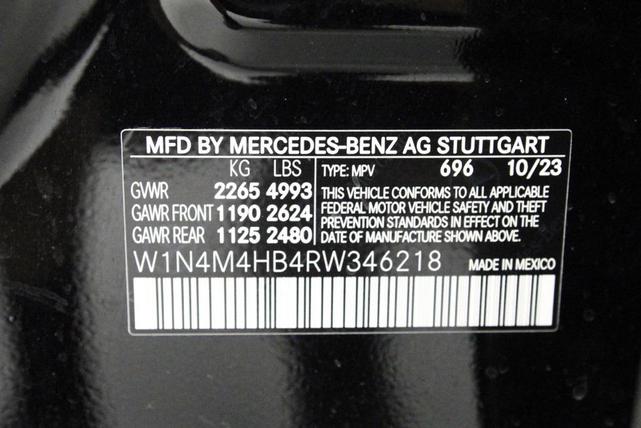 MFD BY MERCEDES-BENZ AG STUTTGART
KG LBS
GVWR 2265 4993
GAWR FRONT 1190 2624
GAWR REAR 1125 2480
TYPE: MPV 696 10/23
THIS VEHICLE CONFORMS TO ALL APPLICABLE
FEDERAL MOTOR VEHICLE SAFETY AND THEFT
PREVENTION STANDARDS IN EFFECT ON THE
DATE OF MANUFACTURE SHOWN ABOVE.
W1N4M4HB4RW346218 MADE IN MEXICO